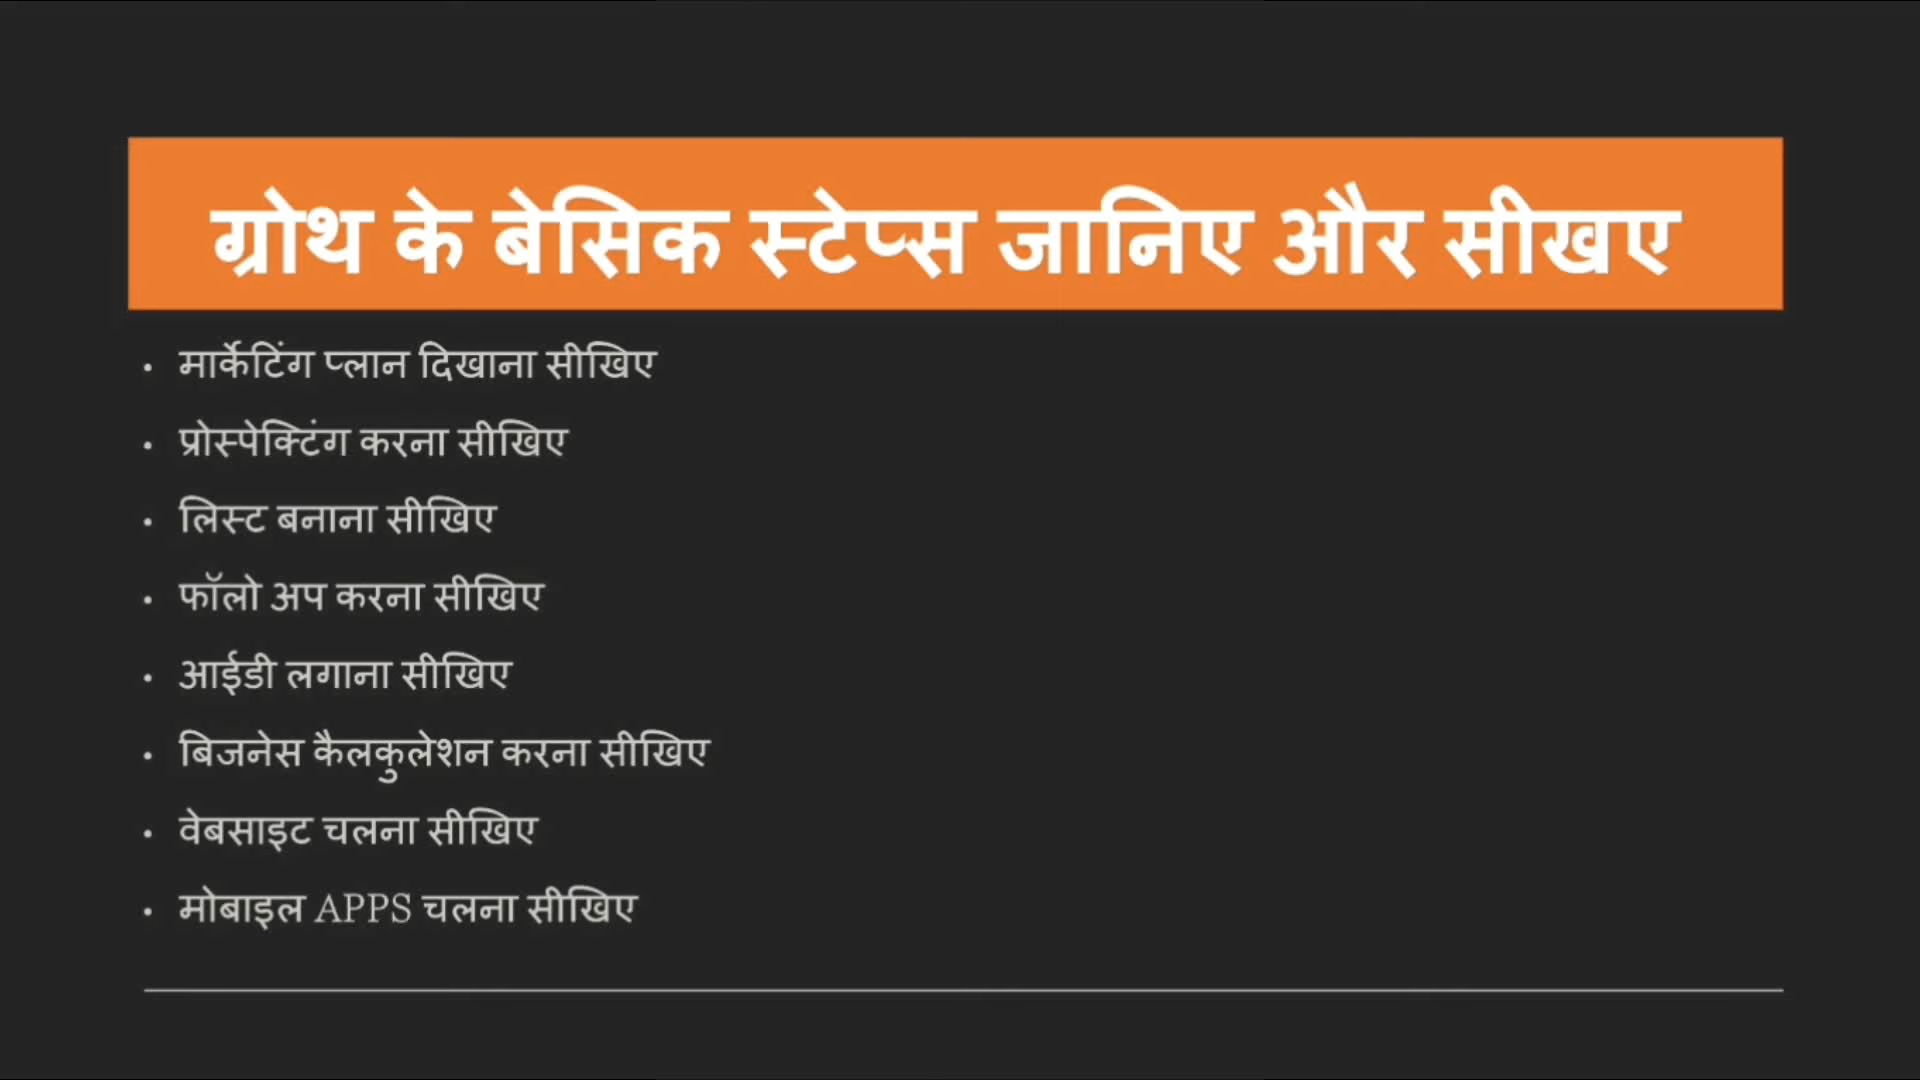 ग्रोथ के बेसिक स्टेप्स जानिए और सीखए
• मार्केटिंग प्लान दिखाना सीखिए
• प्रोस्पेक्टिंग करना सीखिए
• लिस्ट बनाना सीखिए
• फॉलो अप करना सीखिए
• आईडी लगाना सीखिए
• बिजनेस कैलकुलेशन करना सीखिए
• वेबसाइट चलना सीखिए
• मोबाइल APPS चलना सीखिए